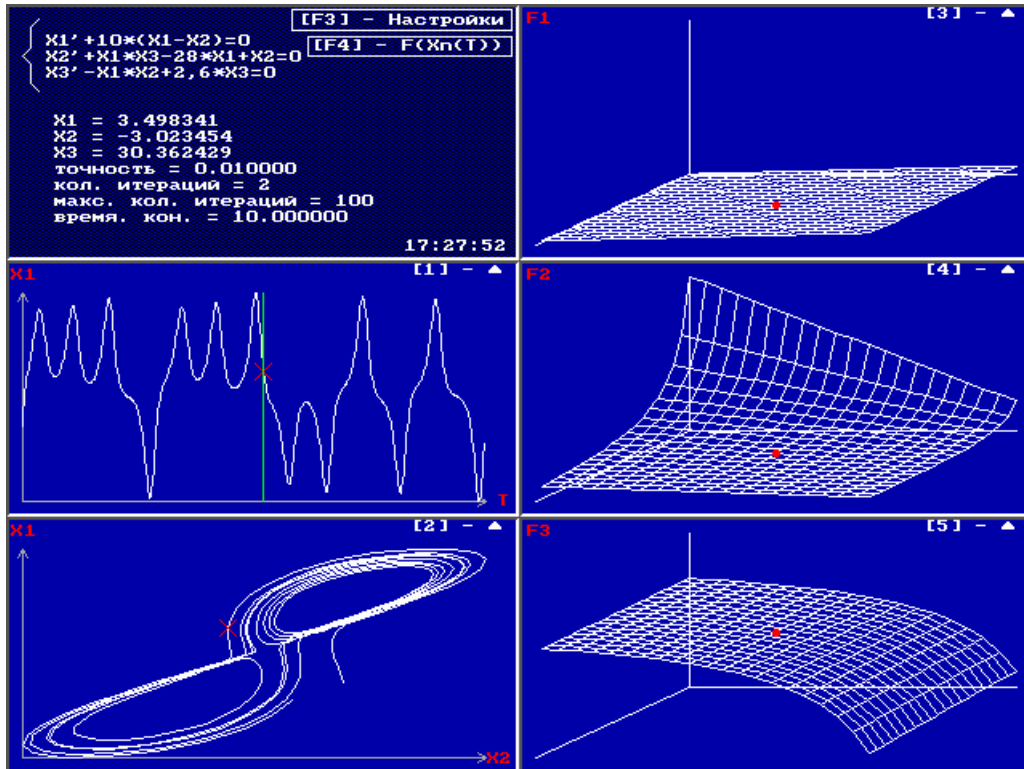 [F3] - Настройки
[F4] - F(Xn(T))
X1'+10*(X1-X2)=0
X2'+X1*X3-28*X1+X2=0
X3'-X1*X2+2,6*X3=0
X1 = 3.498341
X2 = -3.023454
X3 = 30.362429
точность = 0.010000
кол. итераций = 2
макс. кол. итераций = 100
время. кон. = 10.000000
17:27:52
F1
[3] - ▲
X1
[1] - ▲
T
F2
[4] - ▲
X1
[2] - ▲
X2
F3
[5] - ▲